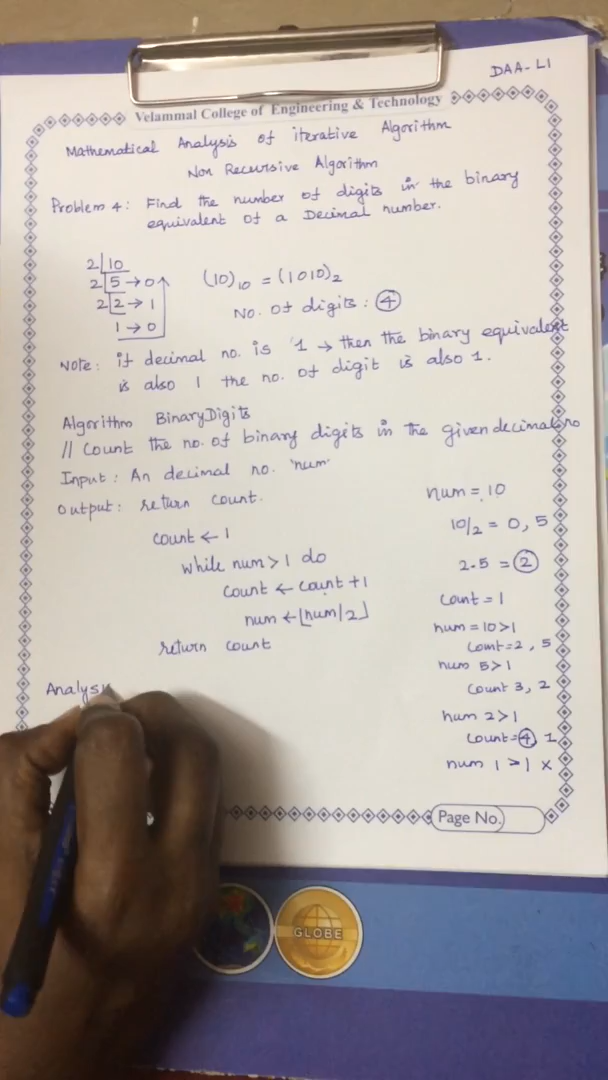 DAA-L1
Velammal College of Engineering & Technology
Mathematical Analysis of iterative Algorithm
Non Recursive Algorithm
Problem 4: Find the number of digits in the binary
equivalent of a Decimal number.
2 10
2 5 → 0
2 2 → 1
1 → 0
(10)10 = (1010)2
No. of digits: 4
Note: if decimal no. is '1 → then the binary equivalent
is also 1 the no. of digit is also 1.
Algorithm BinaryDigits
// Count the no. of binary digits in the given decimal no
Input: An decimal no. 'num'
Output: return count.
count ← 1
while num > 1 do
count ← count + 1
num ← ⌊num/2⌋
return count
num = 10
10/2 = 0, 5
2.5 = 2
Count = 1
num = 10 > 1
Count = 2, 5
num 5 > 1
Count 3, 2
num 2 > 1
Count = 4, 1
num 1 > 1 x
Analysi
Page No.
GLOBE